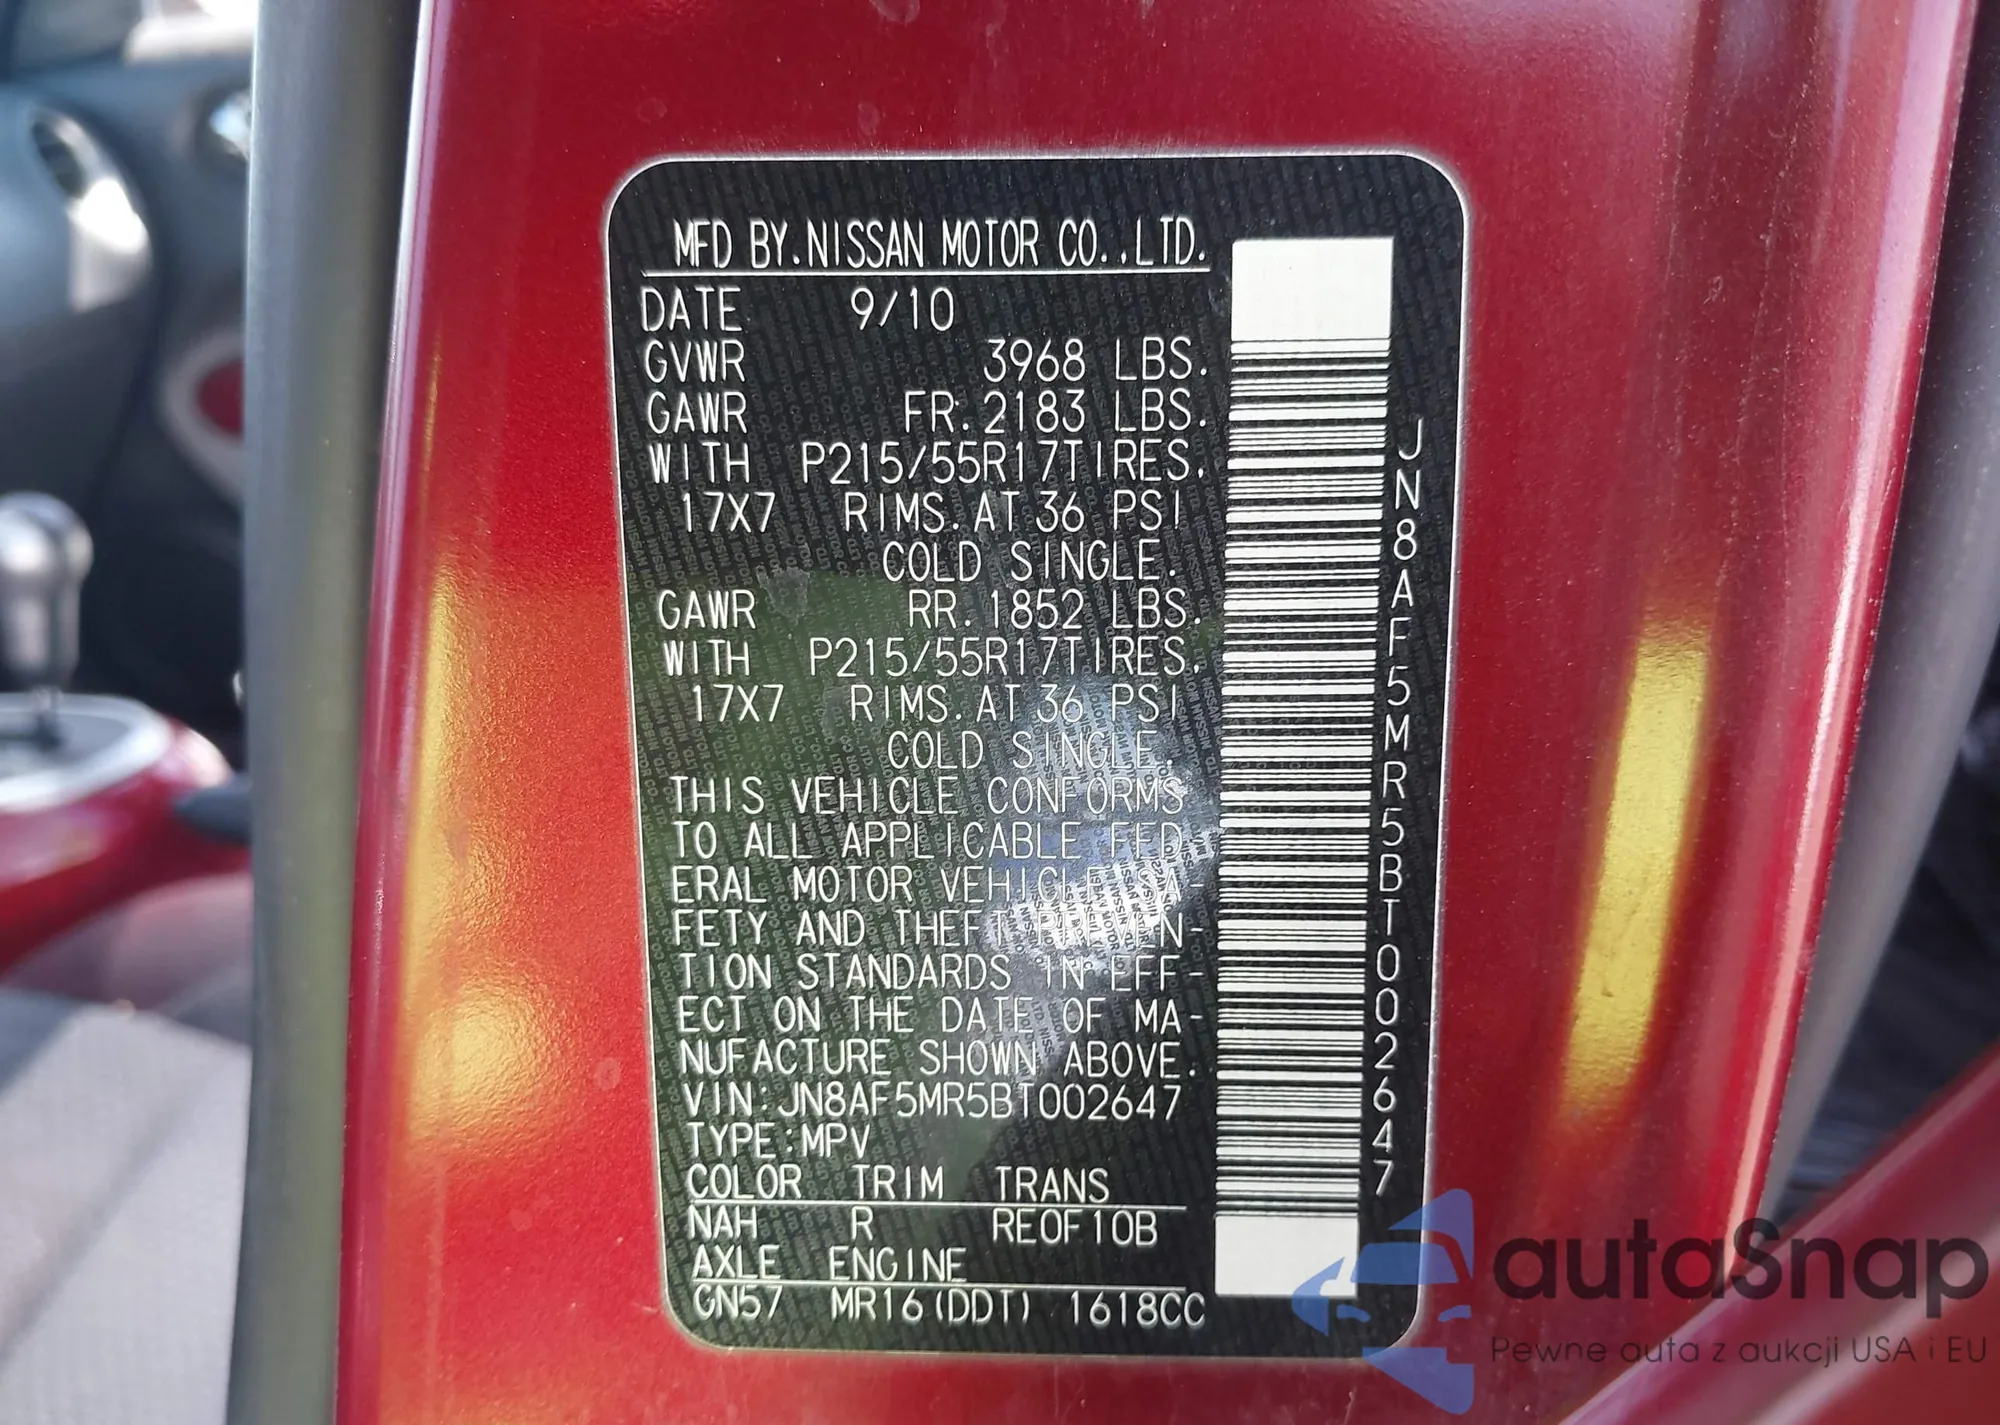 MFD BY.NISSAN MOTOR CO.,LTD.
DATE 9/10
GVWR 3968 LBS.
GAWR FR.2183 LBS.
WITH P215/55R17TIRES.
17X7 RIMS.AT 36 PSI
COLD SINGLE.
GAWR RR.1852 LBS.
WITH P215/55R17TIRES.
17X7 RIMS.AT 36 PSI
COLD SINGLE.
THIS VEHICLE CONFORMS
TO ALL APPLICABLE FED-
ERAL MOTOR VEHICLE SA-
FETY AND THEFT PREVEN-
TION STANDARDS IN EFF-
ECT ON THE DATE OF MA-
NUFACTURE SHOWN ABOVE.
VIN:JN8AF5MR5BT002647
TYPE:MPV
COLOR TRIM TRANS
NAH R RE0F10B
AXLE ENGINE
GN57 MR16(DDT) 1618CC
JN8AF5MR5BT002647
autaSnap
Pewne auta z aukcji USA i EU